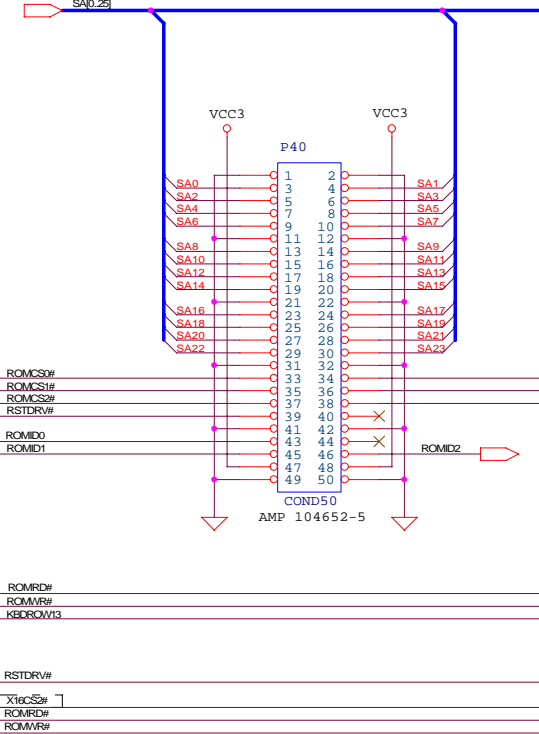 SA[0..25]
VCC3 VCC3
P40
1 2
SA0 3 4 SA1
SA2 5 6 SA3
SA4 7 8 SA5
SA6 9 10 SA7
11 12
SA8 13 14 SA9
SA10 15 16 SA11
SA12 17 18 SA13
SA14 19 20 SA15
21 22
SA16 23 24 SA17
SA18 25 26 SA19
SA20 27 28 SA21
SA22 29 30 SA23
31 32
ROMCS0# 33 34
ROMCS1# 35 36
ROMCS2# 37 38
RSTDRV# 39 40
41 42
ROMID0 43 44
ROMID1 45 46 ROMID2
47 48
49 50
COND50
AMP 104652-5
ROMRD#
ROMWR#
KBDROW13
RSTDRV#
X16CS2#
ROMRD#
ROMWR#